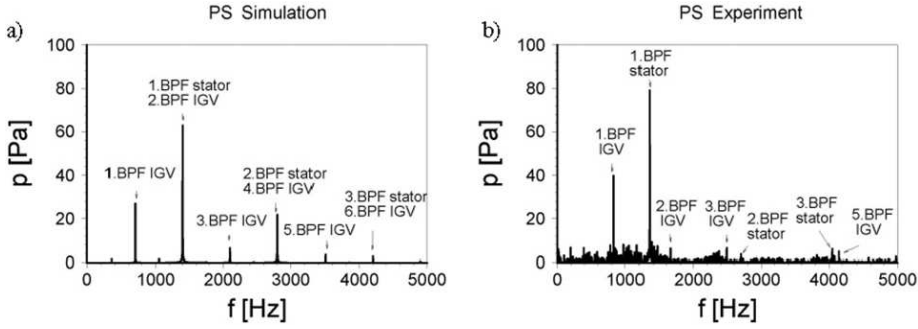 PS Simulation
a)
100
80
60
40
20
0
p [Pa]
1.BPF stator
2.BPF IGV
1.BPF IGV
3.BPF IGV
2.BPF stator
4.BPF IGV
5.BPF IGV
3.BPF stator
6.BPF IGV
0 1000 2000 3000 4000 5000
f [Hz]
PS Experiment
b)
100
80
60
40
20
0
p [Pa]
1.BPF
stator
1.BPF
IGV
2.BPF
IGV
3.BPF
IGV
2.BPF
stator
3.BPF
stator
5.BPF
IGV
0 1000 2000 3000 4000 5000
f [Hz]